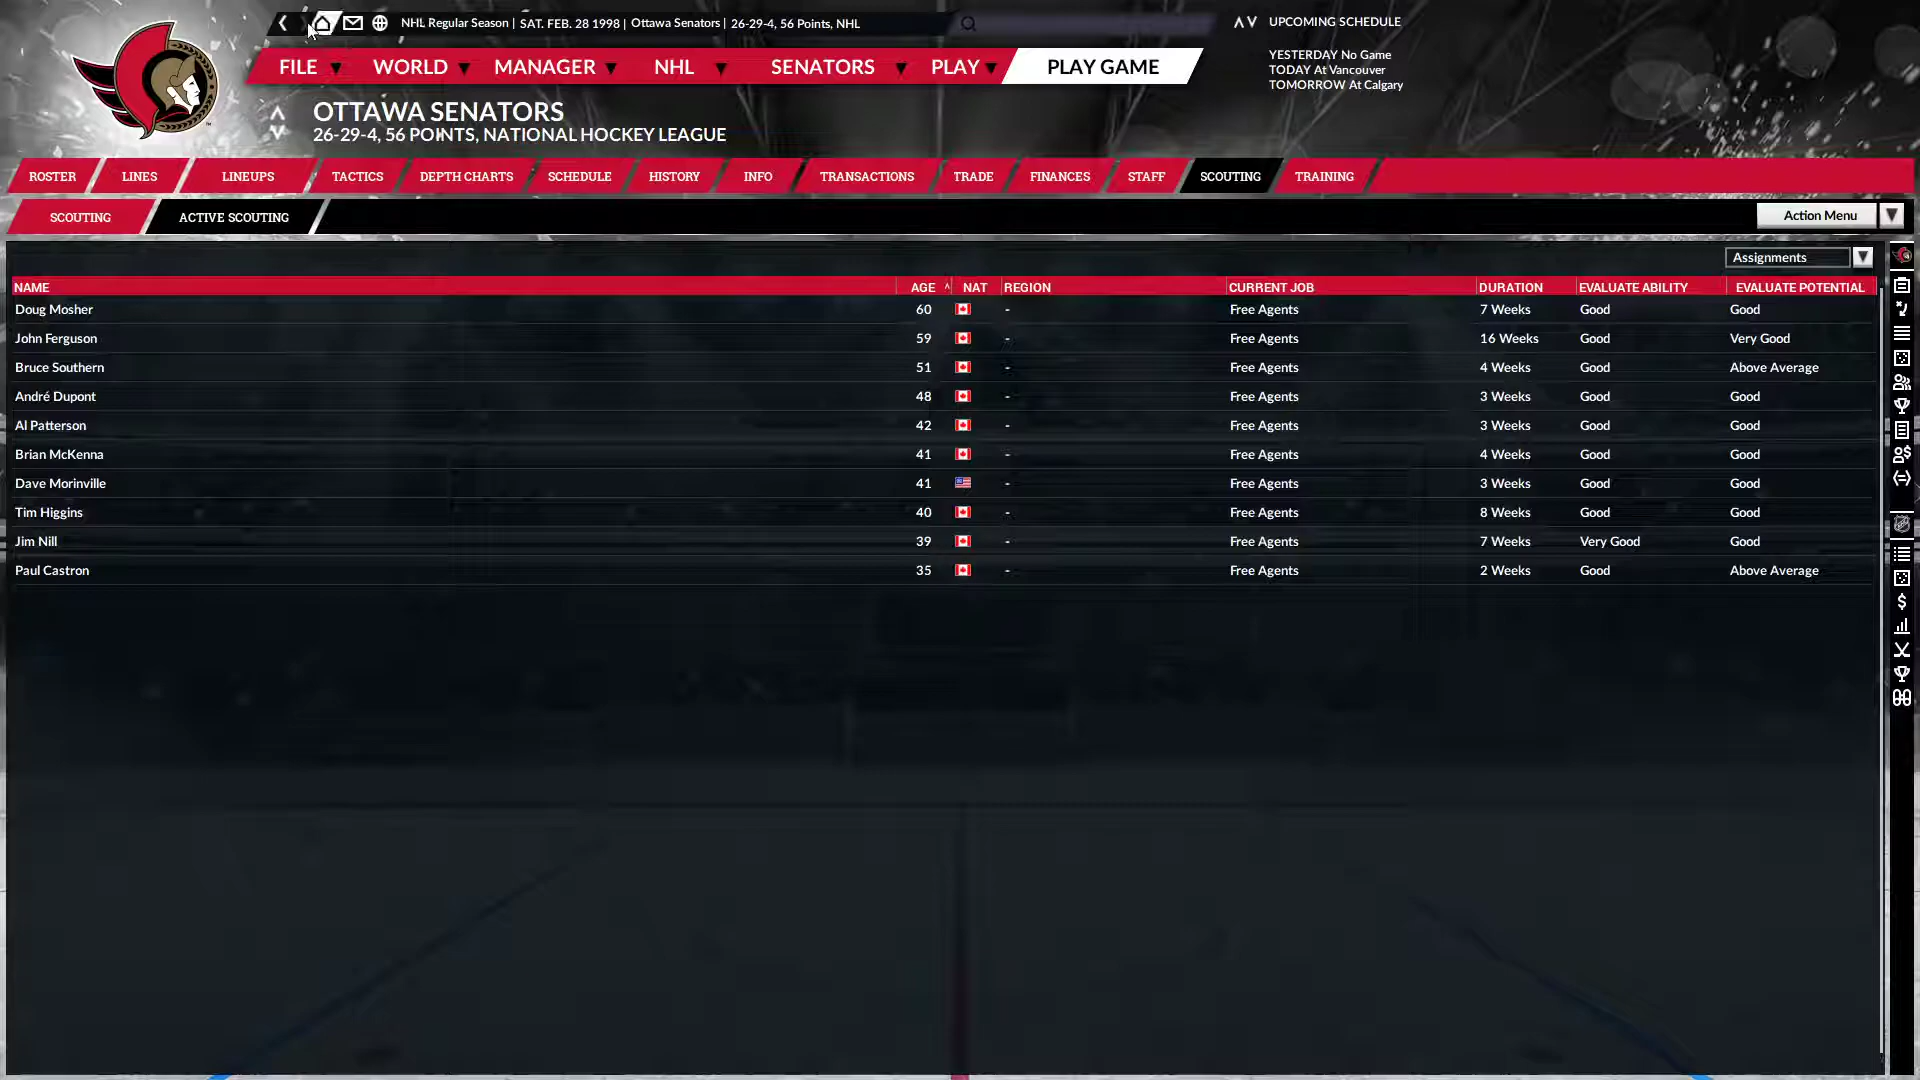 NHL Regular Season | SAT. FEB. 28 1998 | Ottawa Senators | 26-29-4, 56 Points, NHL
UPCOMING SCHEDULE
YESTERDAY No Game
TODAY At Vancouver
TOMORROW At Calgary
FILE WORLD MANAGER NHL SENATORS PLAY PLAY GAME
OTTAWA SENATORS
26-29-4, 56 POINTS, NATIONAL HOCKEY LEAGUE
ROSTER LINES LINEUPS TACTICS DEPTH CHARTS SCHEDULE HISTORY INFO TRANSACTIONS TRADE FINANCES STAFF SCOUTING TRAINING
SCOUTING ACTIVE SCOUTING Action Menu
Assignments
NAME AGE NAT REGION CURRENT JOB DURATION EVALUATE ABILITY EVALUATE POTENTIAL
Doug Mosher 60 - Free Agents 7 Weeks Good Good
John Ferguson 59 - Free Agents 16 Weeks Good Very Good
Bruce Southern 51 - Free Agents 4 Weeks Good Above Average
André Dupont 48 - Free Agents 3 Weeks Good Good
Al Patterson 42 - Free Agents 3 Weeks Good Good
Brian McKenna 41 - Free Agents 4 Weeks Good Good
Dave Morinville 41 - Free Agents 3 Weeks Good Good
Tim Higgins 40 - Free Agents 8 Weeks Good Good
Jim Nill 39 - Free Agents 7 Weeks Very Good Good
Paul Castron 35 - Free Agents 2 Weeks Good Above Average